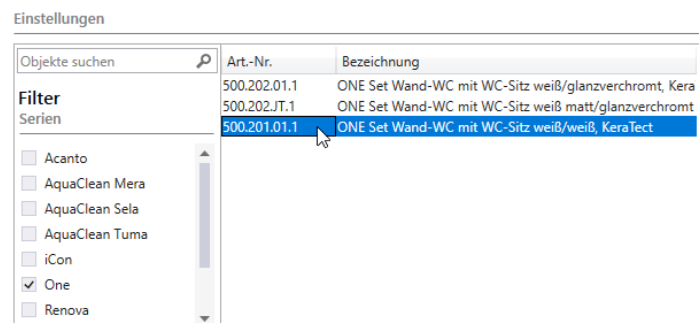 Einstellungen
Objekte suchen
Filter
Serien
Acanto
AquaClean Mera
AquaClean Sela
AquaClean Tuma
iCon
One
Renova
Art.-Nr. Bezeichnung
500.202.01.1 ONE Set Wand-WC mit WC-Sitz weiß/glanzverchromt, Kera
500.202.JT.1 ONE Set Wand-WC mit WC-Sitz weiß matt/glanzverchromt
500.201.01.1 ONE Set Wand-WC mit WC-Sitz weiß/weiß, KeraTect